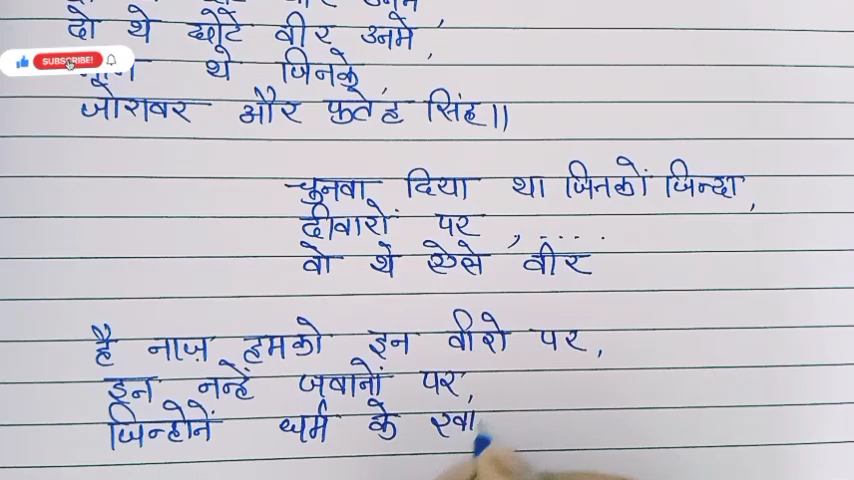 दो थे छोटे वीर उनमें,
SUBSCRIBE!
थे जिनके,
जोरावर और फतेह सिंह।।
चुनवा दिया था जिनकों जिन्दा,
दीवारों पर, ....
वो थे ऐसे वीर
है नाज़ हमको इन वीरो पर,
इन नन्हें जवानों पर,
जिन्होनें धर्म के खा